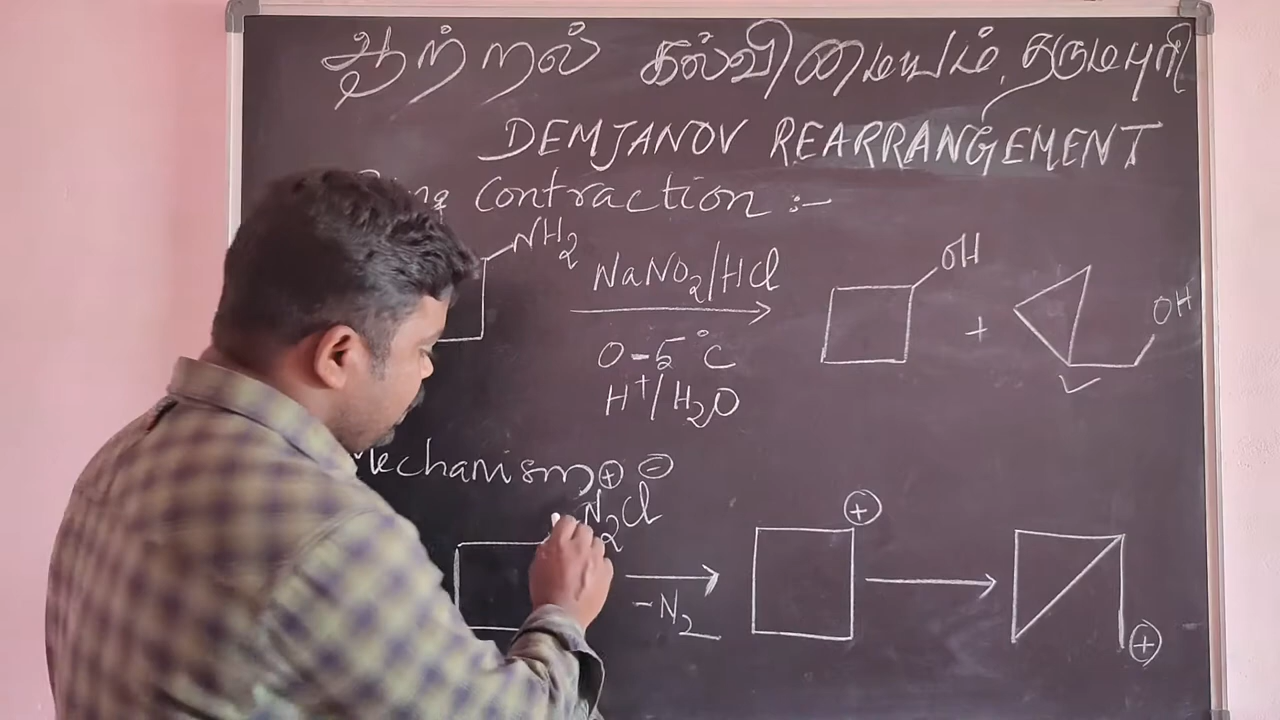 ஆற்றல் கல்விமையம், தருமபுரி
DEMJANOV REARRANGEMENT
Contraction :-
NH2
NaNO2/HCl
0-5°C
H+/H2O
OH
+
OH
Mechanism
⊕ ⊖
N2Cl
-N2
⊕
⊕